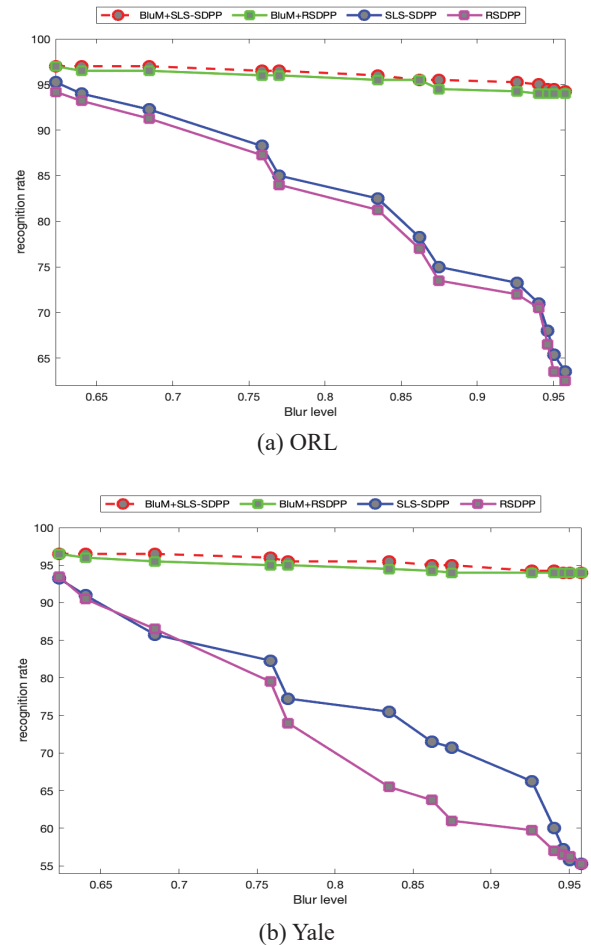 BluM+SLS-SDPP BluM+RSDPP SLS-SDPP RSDPP
100
95
90
85
80
75
70
65
recognition rate
0.65 0.7 0.75 0.8 0.85 0.9 0.95
Blur level
(a) ORL
BluM+SLS-SDPP BluM+RSDPP SLS-SDPP RSDPP
100
95
90
85
80
75
70
65
60
55
recognition rate
0.65 0.7 0.75 0.8 0.85 0.9 0.95
Blur level
(b) Yale